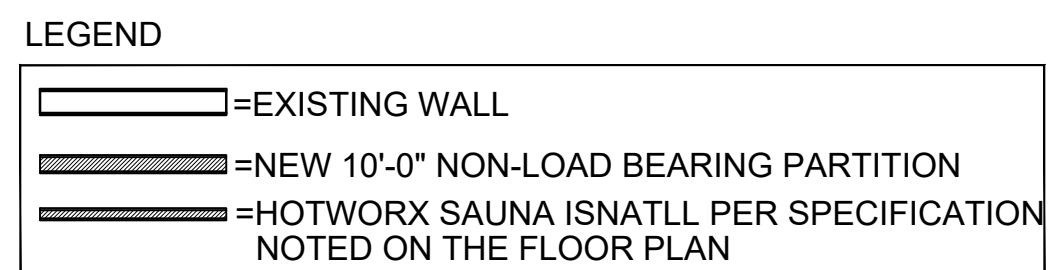 LEGEND
=EXISTING WALL
=NEW 10'-0" NON-LOAD BEARING PARTITION
=HOTWORX SAUNA ISNATLL PER SPECIFICATION
NOTED ON THE FLOOR PLAN